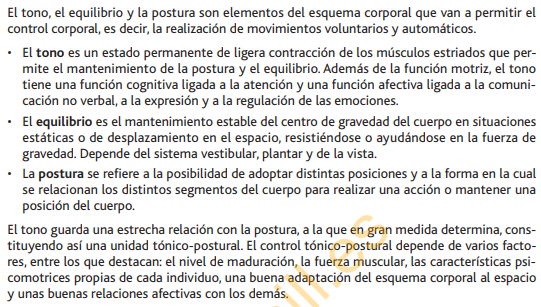 El tono, el equilibrio y la postura son elementos del esquema corporal que van a permitir el
control corporal, es decir, la realización de movimientos voluntarios y automáticos.
• El tono es un estado permanente de ligera contracción de los músculos estriados que per-
mite el mantenimiento de la postura y el equilibrio. Además de la función motriz, el tono
tiene una función cognitiva ligada a la atención y una función afectiva ligada a la comuni-
cación no verbal, a la expresión y a la regulación de las emociones.
• El equilibrio es el mantenimiento estable del centro de gravedad del cuerpo en situaciones
estáticas o de desplazamiento en el espacio, resistiéndose o ayudándose en la fuerza de
gravedad. Depende del sistema vestibular, plantar y de la vista.
• La postura se refiere a la posibilidad de adoptar distintas posiciones y a la forma en la cual
se relacionan los distintos segmentos del cuerpo para realizar una acción o mantener una
posición del cuerpo.
El tono guarda una estrecha relación con la postura, a la que en gran medida determina, cons-
tituyendo así una unidad tónico-postural. El control tónico-postural depende de varios facto-
res, entre los que destacan: el nivel de maduración, la fuerza muscular, las características psi-
comotrices propias de cada individuo, una buena adaptación del esquema corporal al espacio
y unas buenas relaciones afectivas con los demás.